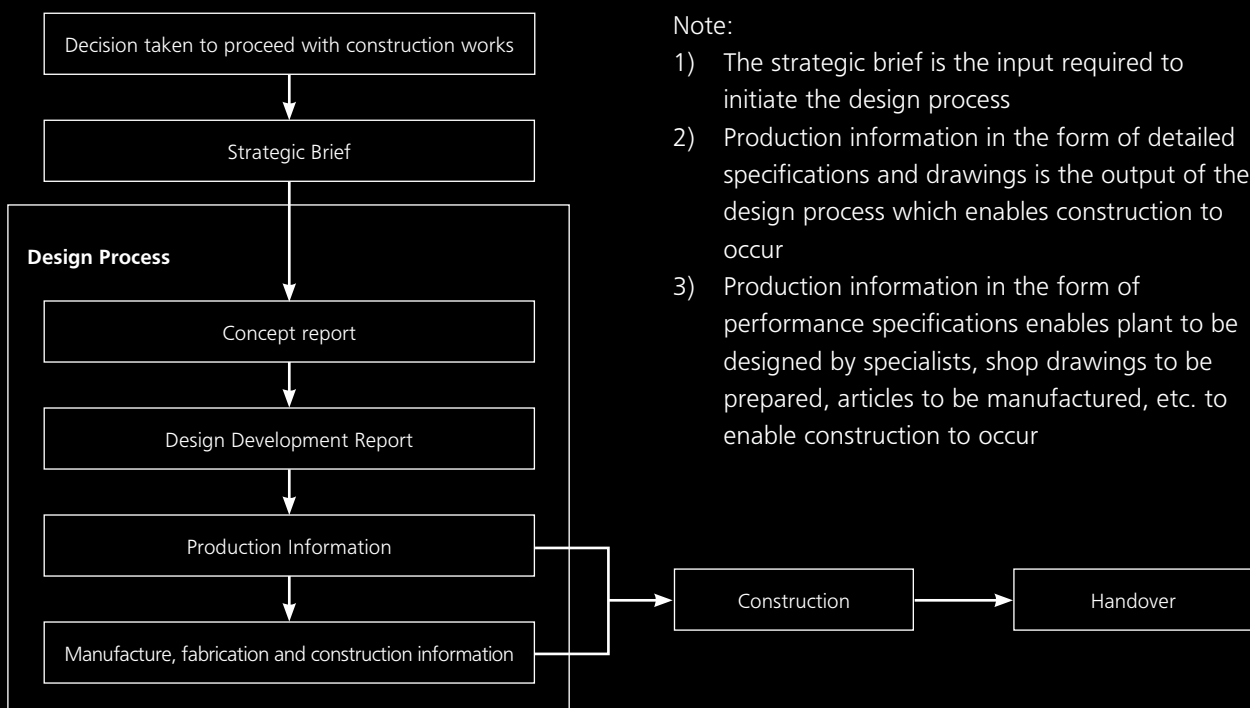 Decision taken to proceed with construction works
Strategic Brief
Design Process
Concept report
Design Development Report
Production Information
Manufacture, fabrication and construction information
Construction
Handover
Note:
1) The strategic brief is the input required to
initiate the design process
2) Production information in the form of detailed
specifications and drawings is the output of the
design process which enables construction to
occur
3) Production information in the form of
performance specifications enables plant to be
designed by specialists, shop drawings to be
prepared, articles to be manufactured, etc. to
enable construction to occur